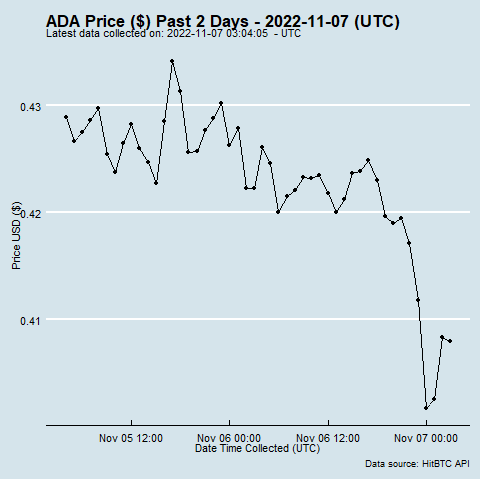 ADA Price ($) Past 2 Days - 2022-11-07 (UTC)
Latest data collected on: 2022-11-07 03:04:05 - UTC
0.43
0.42
0.41
Price USD ($)
Nov 05 12:00 Nov 06 00:00 Nov 06 12:00 Nov 07 00:00
Date Time Collected (UTC)
Data source: HitBTC API